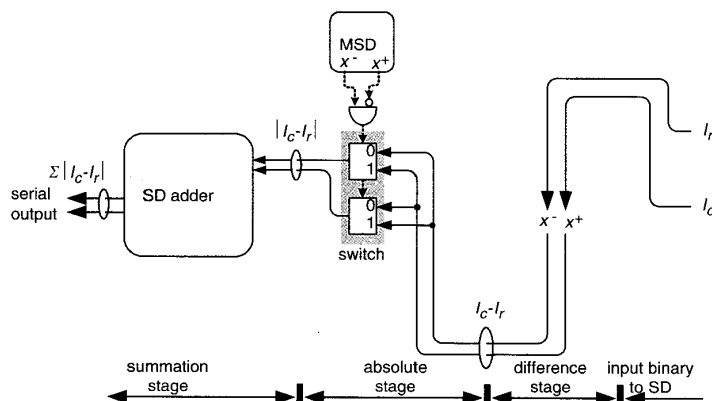 MSD
x⁻ x⁺
|I_c-I_r|
0
1
0
1
switch
Σ|I_c-I_r|
serial
output
SD adder
I_r
I_c
x⁻ x⁺
I_c-I_r
summation
stage
absolute
stage
difference
stage
input binary
to SD